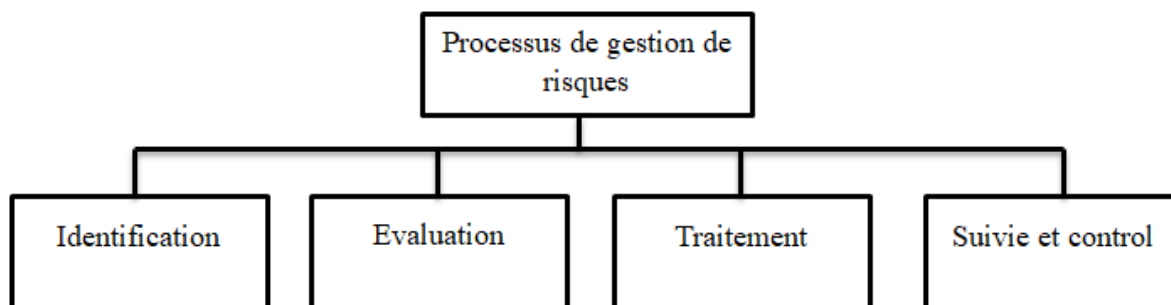 Processus de gestion de
risques
Identification
Evaluation
Traitement
Suivie et control